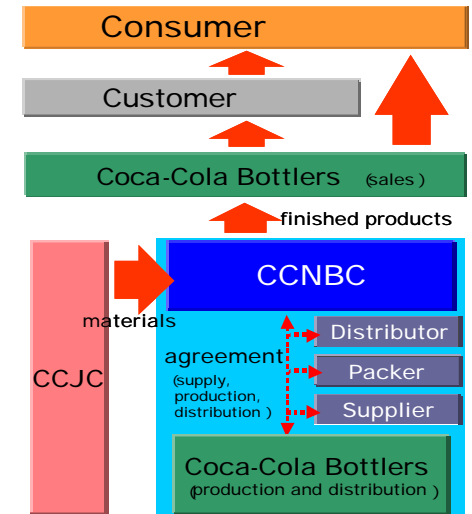 Consumer
Customer
Coca-Cola Bottlers (sales)
finished products
CCNBC
materials
Distributor
agreement
(supply,
production,
distribution)
Packer
CCJC
Supplier
Coca-Cola Bottlers
(production and distribution)